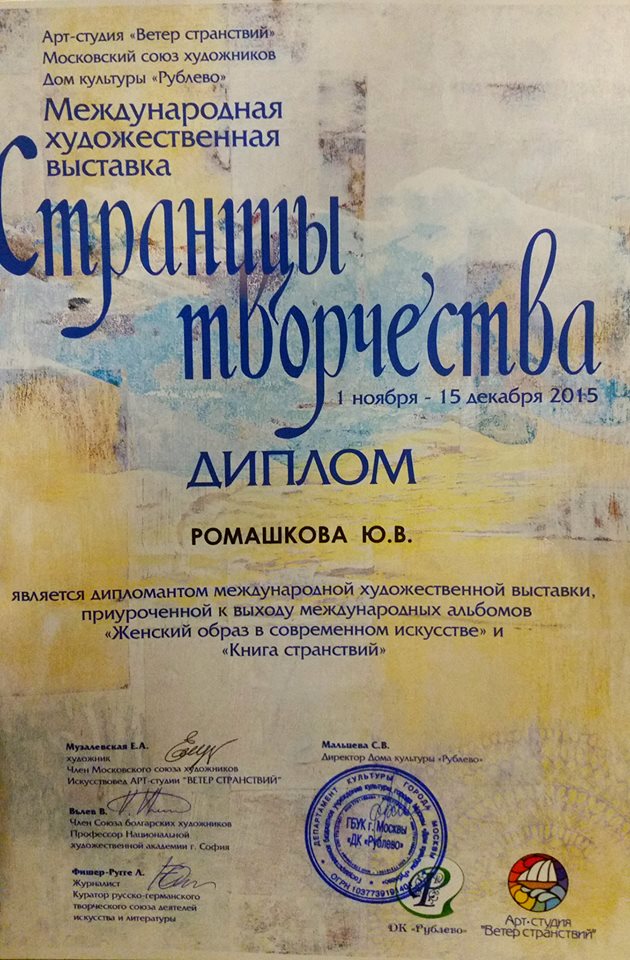 Арт-студия «Ветер странствий»
Московский союз художников
Дом культуры «Рублево»
Международная
художественная
выставка
Страницы
творчества
1 ноября - 15 декабря 2015
ДИПЛОМ
РОМАШКОВА Ю.В.
является дипломантом международной художественной выставки,
приуроченной к выходу международных альбомов
«Женский образ в современном искусстве» и
«Книга странствий»
Музалевская Е.А.
художник
Член Московского союза художников
Искусствовед АРТ-студии "ВЕТЕР СТРАНСТВИЙ"
Вылев В.
Член Союза болгарских художников
Профессор Национальной
художественной академии г. София
Фишер-Ругге Л.
Журналист
Куратор русско-германского
творческого союза деятелей
искусства и литературы
Мальцева С.В.
Директор Дома культуры «Рублево»
ДЕПАРТАМЕНТ КУЛЬТУРЫ ГОРОДА МОСКВЫ
ГБУК г. Москвы
«ДК «Рублево»
ДК «Рублево»
Арт-студия
"Ветер странствий"